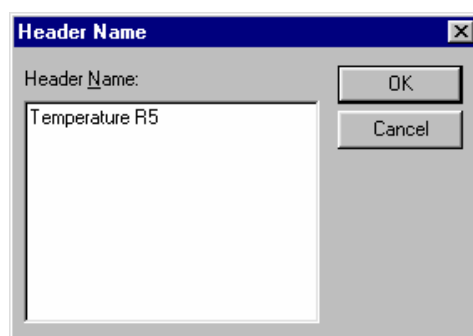 Header Name
Header Name:
OK
Temperature R5
Cancel